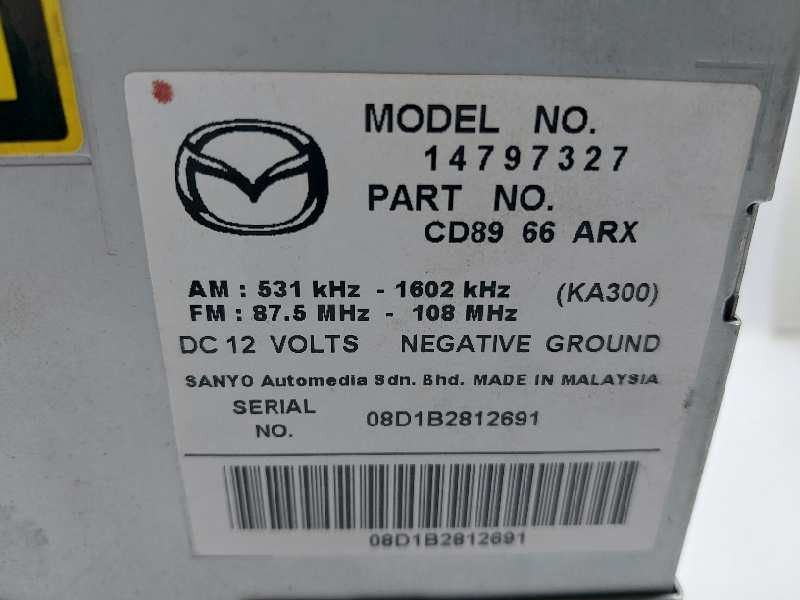 MODEL NO.
14797327
PART NO.
CD89 66 ARX
AM : 531 kHz - 1602 kHz (KA300)
FM : 87.5 MHz - 108 MHz
DC 12 VOLTS NEGATIVE GROUND
SANYO Automedia Sdn. Bhd. MADE IN MALAYSIA
SERIAL
NO.
08D1B2812691
08D1B2812691